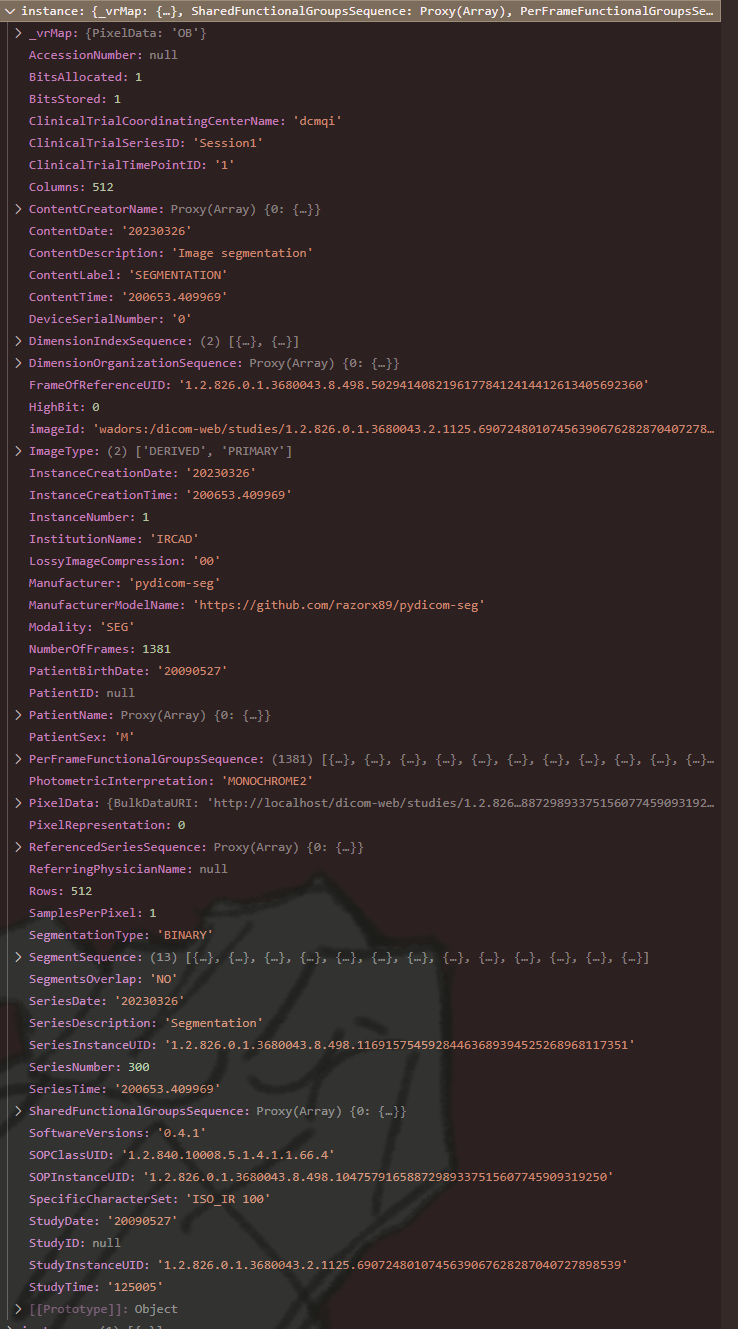 instance: {_vrMap: {…}, SharedFunctionalGroupsSequence: Proxy(Array), PerFrameFunctionalGroupsSe…
_vrMap: {PixelData: 'OB'}
AccessionNumber: null
BitsAllocated: 1
BitsStored: 1
ClinicalTrialCoordinatingCenterName: 'dcmqi'
ClinicalTrialSeriesID: 'Session1'
ClinicalTrialTimePointID: '1'
Columns: 512
ContentCreatorName: Proxy(Array) {0: {…}}
ContentDate: '20230326'
ContentDescription: 'Image segmentation'
ContentLabel: 'SEGMENTATION'
ContentTime: '200653.409969'
DeviceSerialNumber: '0'
DimensionIndexSequence: (2) [{…}, {…}]
DimensionOrganizationSequence: Proxy(Array) {0: {…}}
FrameOfReferenceUID: '1.2.826.0.1.3680043.8.498.50294140821961778412414412613405692360'
HighBit: 0
imageId: 'wadors:/dicom-web/studies/1.2.826.0.1.3680043.2.1125.69072480107456390676282870407278…
ImageType: (2) ['DERIVED', 'PRIMARY']
InstanceCreationDate: '20230326'
InstanceCreationTime: '200653.409969'
InstanceNumber: 1
InstitutionName: 'IRCAD'
LossyImageCompression: '00'
Manufacturer: 'pydicom-seg'
ManufacturerModelName: 'https://github.com/razorx89/pydicom-seg'
Modality: 'SEG'
NumberOfFrames: 1381
PatientBirthDate: '20090527'
PatientID: null
PatientName: Proxy(Array) {0: {…}}
PatientSex: 'M'
PerFrameFunctionalGroupsSequence: (1381) [{…}, {…}, {…}, {…}, {…}, {…}, {…}, {…}, {…}, {…}, {…}…
PhotometricInterpretation: 'MONOCHROME2'
PixelData: {BulkDataURI: 'http://localhost/dicom-web/studies/1.2.826…88729893375156077459093192…
PixelRepresentation: 0
ReferencedSeriesSequence: Proxy(Array) {0: {…}}
ReferringPhysicianName: null
Rows: 512
SamplesPerPixel: 1
SegmentationType: 'BINARY'
SegmentSequence: (13) [{…}, {…}, {…}, {…}, {…}, {…}, {…}, {…}, {…}, {…}, {…}, {…}, {…}]
SegmentsOverlap: 'NO'
SeriesDate: '20230326'
SeriesDescription: 'Segmentation'
SeriesInstanceUID: '1.2.826.0.1.3680043.8.498.11691575459284463689394525268968117351'
SeriesNumber: 300
SeriesTime: '200653.409969'
SharedFunctionalGroupsSequence: Proxy(Array) {0: {…}}
SoftwareVersions: '0.4.1'
SOPClassUID: '1.2.840.10008.5.1.4.1.1.66.4'
SOPInstanceUID: '1.2.826.0.1.3680043.8.498.10475791658872989337515607745909319250'
SpecificCharacterSet: 'ISO_IR 100'
StudyDate: '20090527'
StudyID: null
StudyInstanceUID: '1.2.826.0.1.3680043.2.1125.6907248010745639067628287040727898539'
StudyTime: '125005'
[[Prototype]]: Object